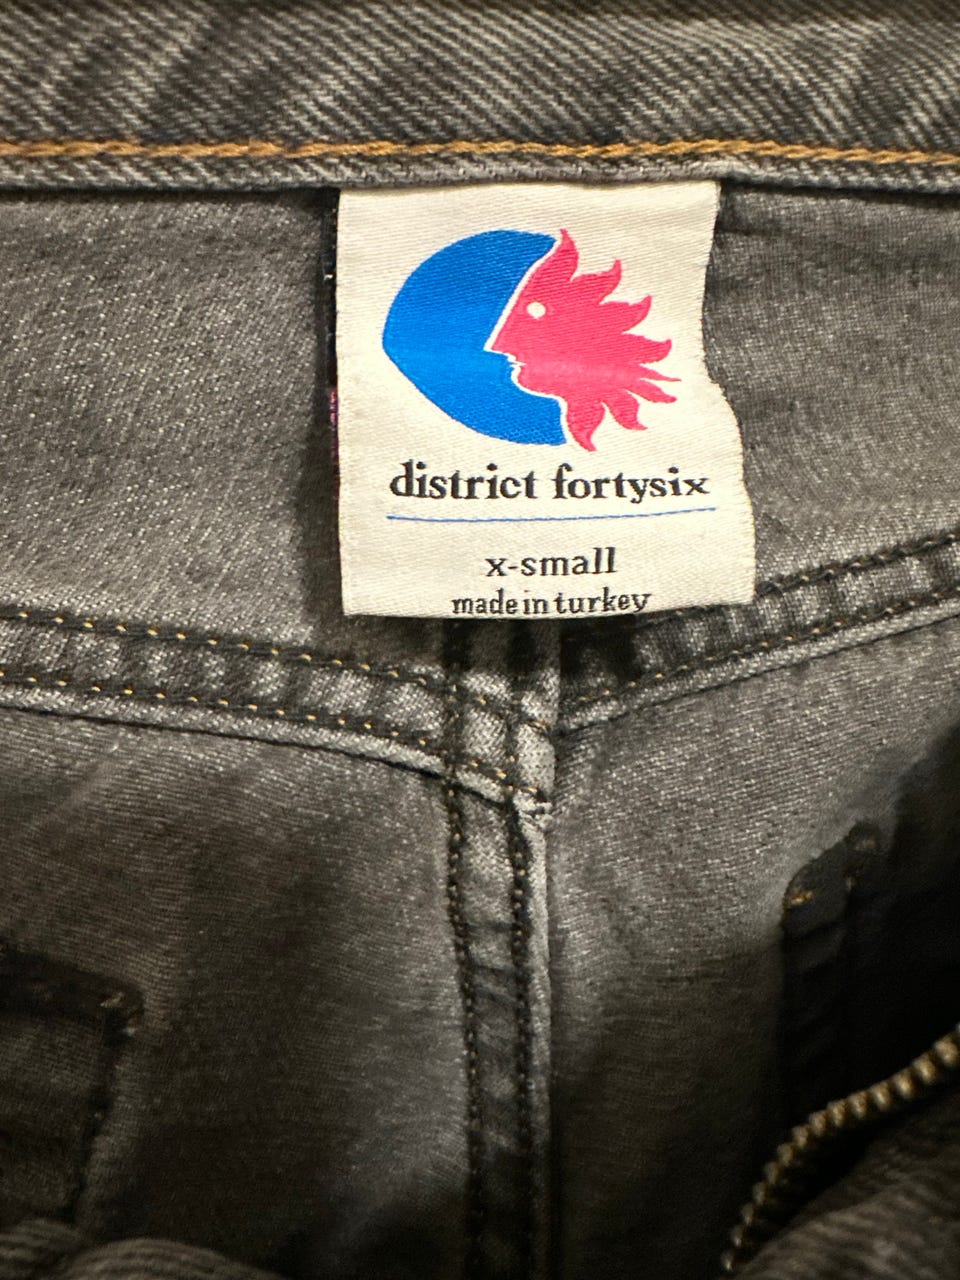 district fortysix
x-small
made in turkey